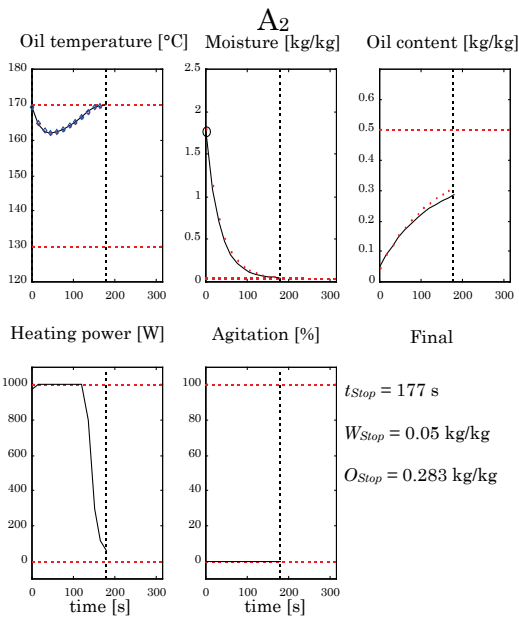 A2
Oil temperature [°C] Moisture [kg/kg] Oil content [kg/kg]
180
170
160
150
140
130
120
0 100 200 300
2.5
2
1.5
1
0.5
0
0 100 200 300
0.6
0.5
0.4
0.3
0.2
0.1
0
0 100 200 300
Heating power [W] Agitation [%] Final
1000
800
600
400
200
0
0 100 200 300
time [s]
100
80
60
40
20
0
0 100 200 300
time [s]
tStop = 177 s
WStop = 0.05 kg/kg
OStop = 0.283 kg/kg